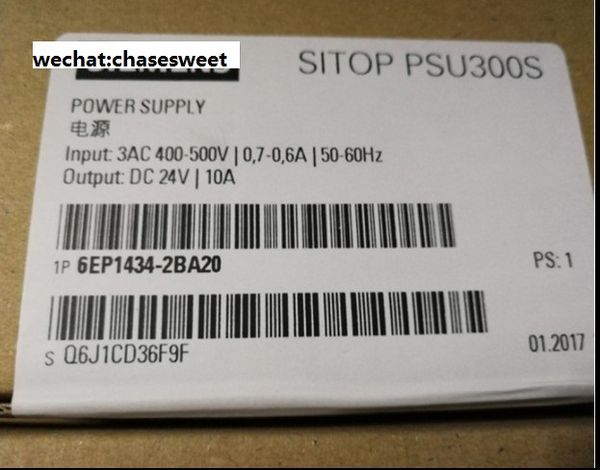 wechat:chasesweet
SIEMENS
SITOP PSU300S
POWER SUPPLY
电源
Input: 3AC 400-500V | 0,7-0,6A | 50-60Hz
Output: DC 24V | 10A
1P 6EP1434-2BA20
PS: 1
S Q6J1CD36F9F
01.2017